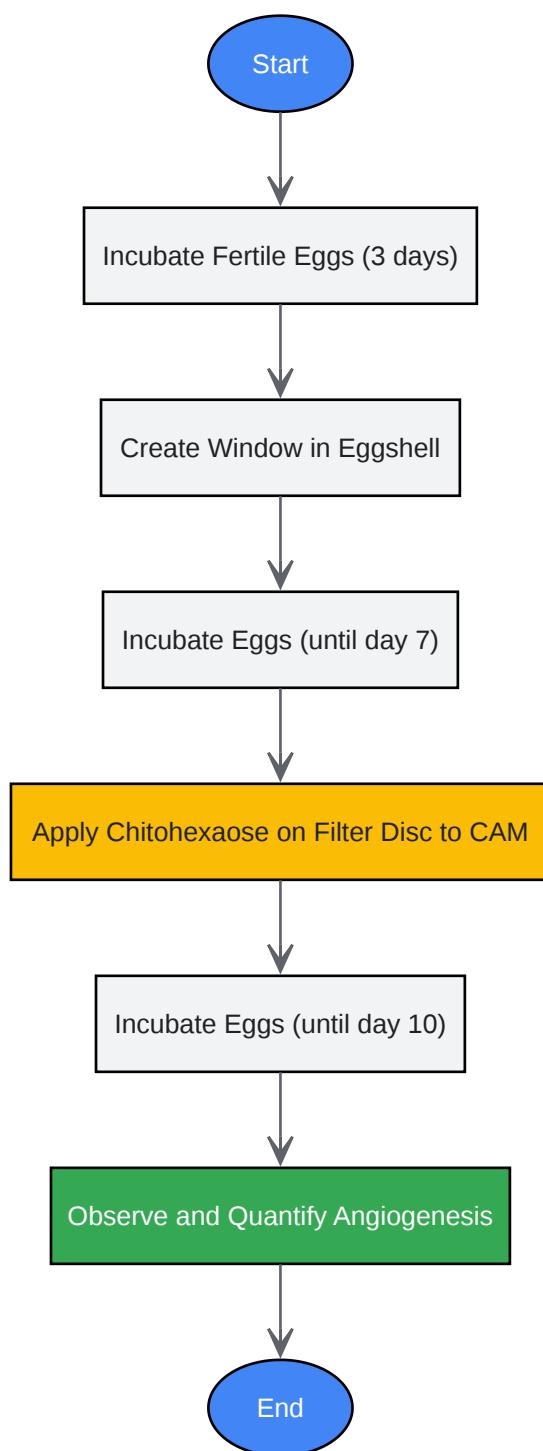 Start
Incubate Fertile Eggs (3 days)
Create Window in Eggshell
Incubate Eggs (until day 7)
Apply Chitohexaose on Filter Disc to CAM
Incubate Eggs (until day 10)
Observe and Quantify Angiogenesis
End